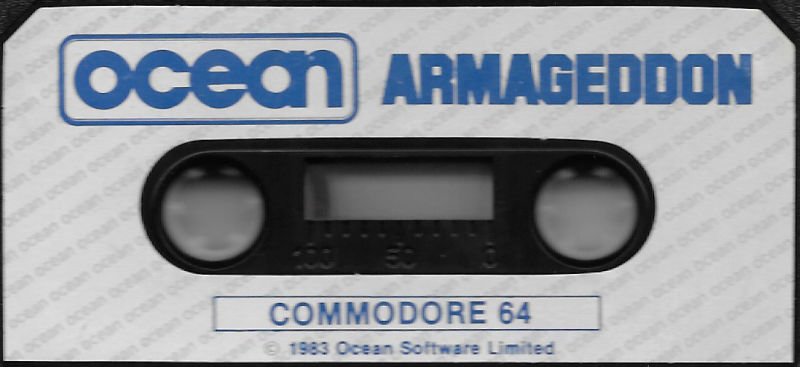 ocean ARMAGEDDON
100 50 0
COMMODORE 64
© 1983 Ocean Software Limited